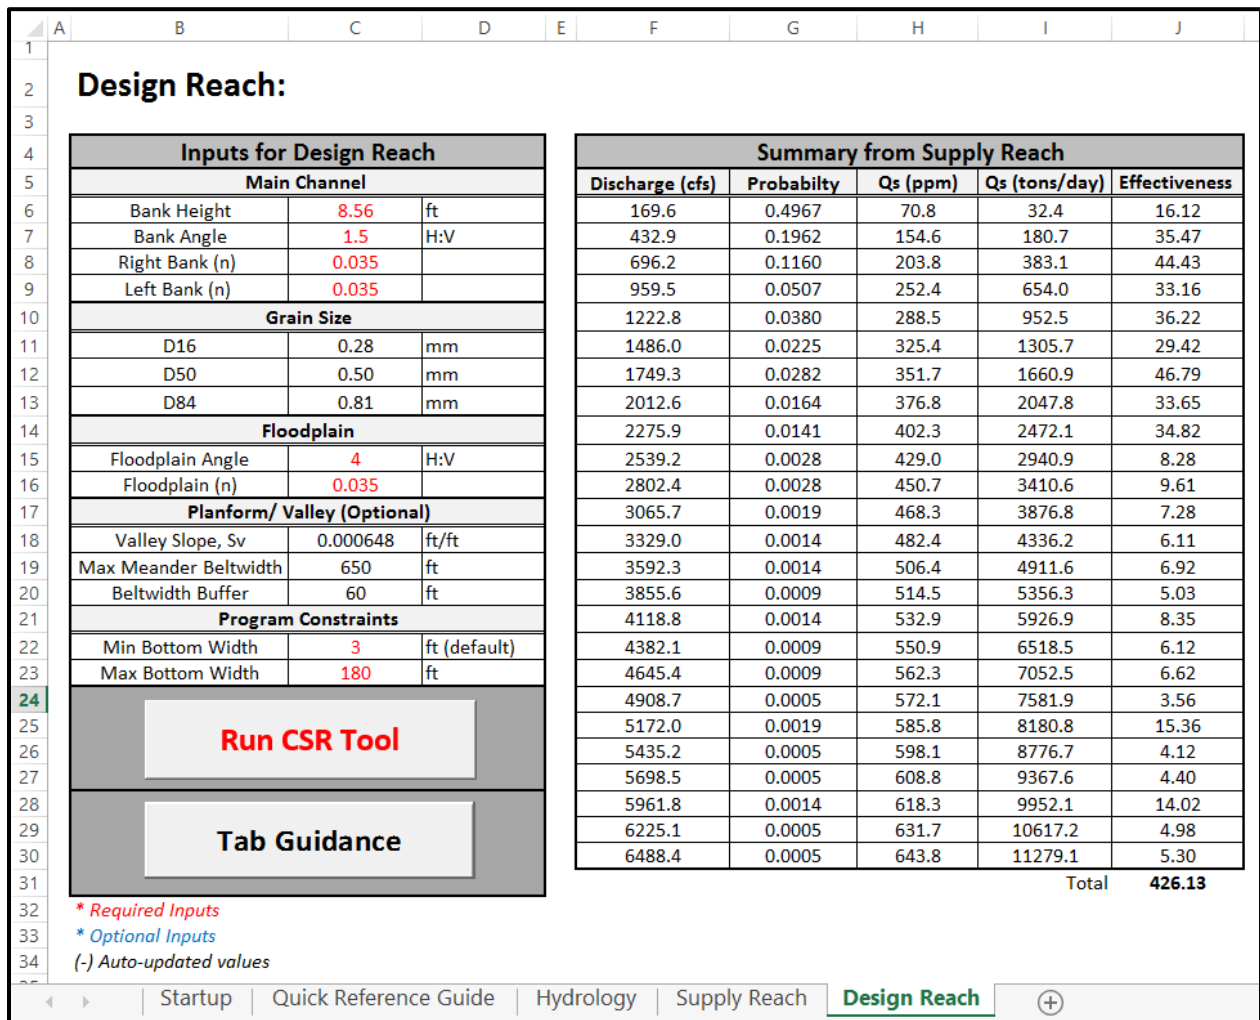 A B C D E F G H I J
1
2 Design Reach:
3
4 Inputs for Design Reach Summary from Supply Reach
5 Main Channel Discharge (cfs) Probabilty Qs (ppm) Qs (tons/day) Effectiveness
6 Bank Height 8.56 ft 169.6 0.4967 70.8 32.4 16.12
7 Bank Angle 1.5 H:V 432.9 0.1962 154.6 180.7 35.47
8 Right Bank (n) 0.035 696.2 0.1160 203.8 383.1 44.43
9 Left Bank (n) 0.035 959.5 0.0507 252.4 654.0 33.16
10 Grain Size 1222.8 0.0380 288.5 952.5 36.22
11 D16 0.28 mm 1486.0 0.0225 325.4 1305.7 29.42
12 D50 0.50 mm 1749.3 0.0282 351.7 1660.9 46.79
13 D84 0.81 mm 2012.6 0.0164 376.8 2047.8 33.65
14 Floodplain 2275.9 0.0141 402.3 2472.1 34.82
15 Floodplain Angle 4 H:V 2539.2 0.0028 429.0 2940.9 8.28
16 Floodplain (n) 0.035 2802.4 0.0028 450.7 3410.6 9.61
17 Planform/ Valley (Optional) 3065.7 0.0019 468.3 3876.8 7.28
18 Valley Slope, Sv 0.000648 ft/ft 3329.0 0.0014 482.4 4336.2 6.11
19 Max Meander Beltwidth 650 ft 3592.3 0.0014 506.4 4911.6 6.92
20 Beltwidth Buffer 60 ft 3855.6 0.0009 514.5 5356.3 5.03
21 Program Constraints 4118.8 0.0014 532.9 5926.9 8.35
22 Min Bottom Width 3 ft (default) 4382.1 0.0009 550.9 6518.5 6.12
23 Max Bottom Width 180 ft 4645.4 0.0009 562.3 7052.5 6.62
24 4908.7 0.0005 572.1 7581.9 3.56
25 Run CSR Tool 5172.0 0.0019 585.8 8180.8 15.36
26 5435.2 0.0005 598.1 8776.7 4.12
27 5698.5 0.0005 608.8 9367.6 4.40
28 5961.8 0.0014 618.3 9952.1 14.02
29 Tab Guidance 6225.1 0.0005 631.7 10617.2 4.98
30 6488.4 0.0005 643.8 11279.1 5.30
31 Total 426.13
32 * Required Inputs
33 * Optional Inputs
34 (-) Auto-updated values
Startup Quick Reference Guide Hydrology Supply Reach Design Reach